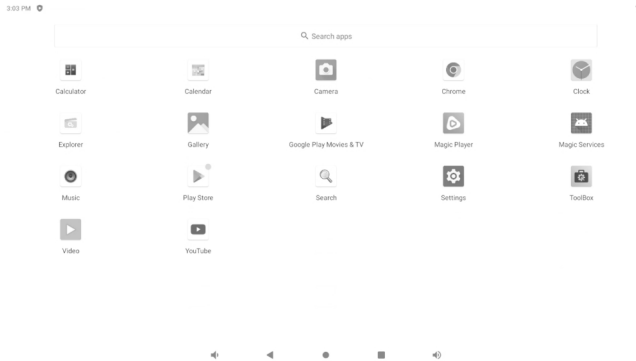 3:03 PM
Search apps
Calculator
Calendar
Camera
Chrome
Clock
Explorer
Gallery
Google Play Movies & TV
Magic Player
Magic Services
Music
Play Store
Search
Settings
ToolBox
Video
YouTube